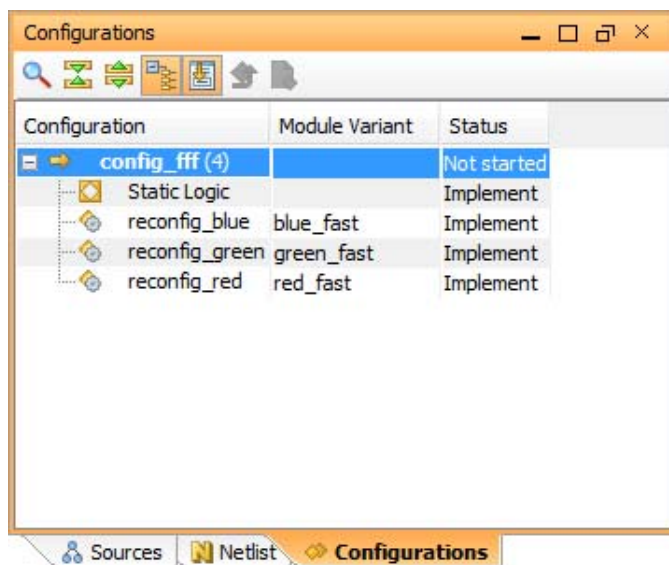 Configurations
Configuration Module Variant Status
config_fff (4) Not started
Static Logic Implement
reconfig_blue blue_fast Implement
reconfig_green green_fast Implement
reconfig_red red_fast Implement
Sources Netlist Configurations